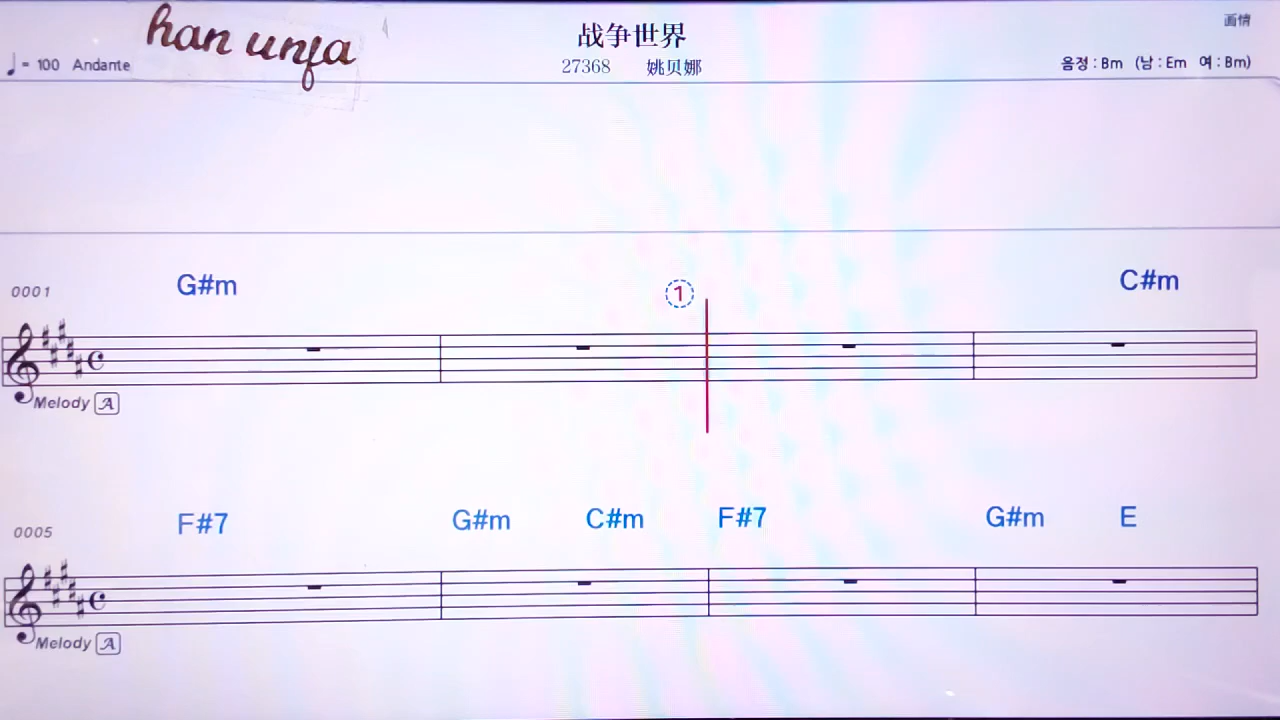 han unfa
战争世界
画情
♩= 100 Andante
27368 姚贝娜
음정 : Bm (남 : Em 여 : Bm)
0001
G#m
1
C#m
Melody A
0005
F#7 G#m C#m F#7 G#m E
Melody A